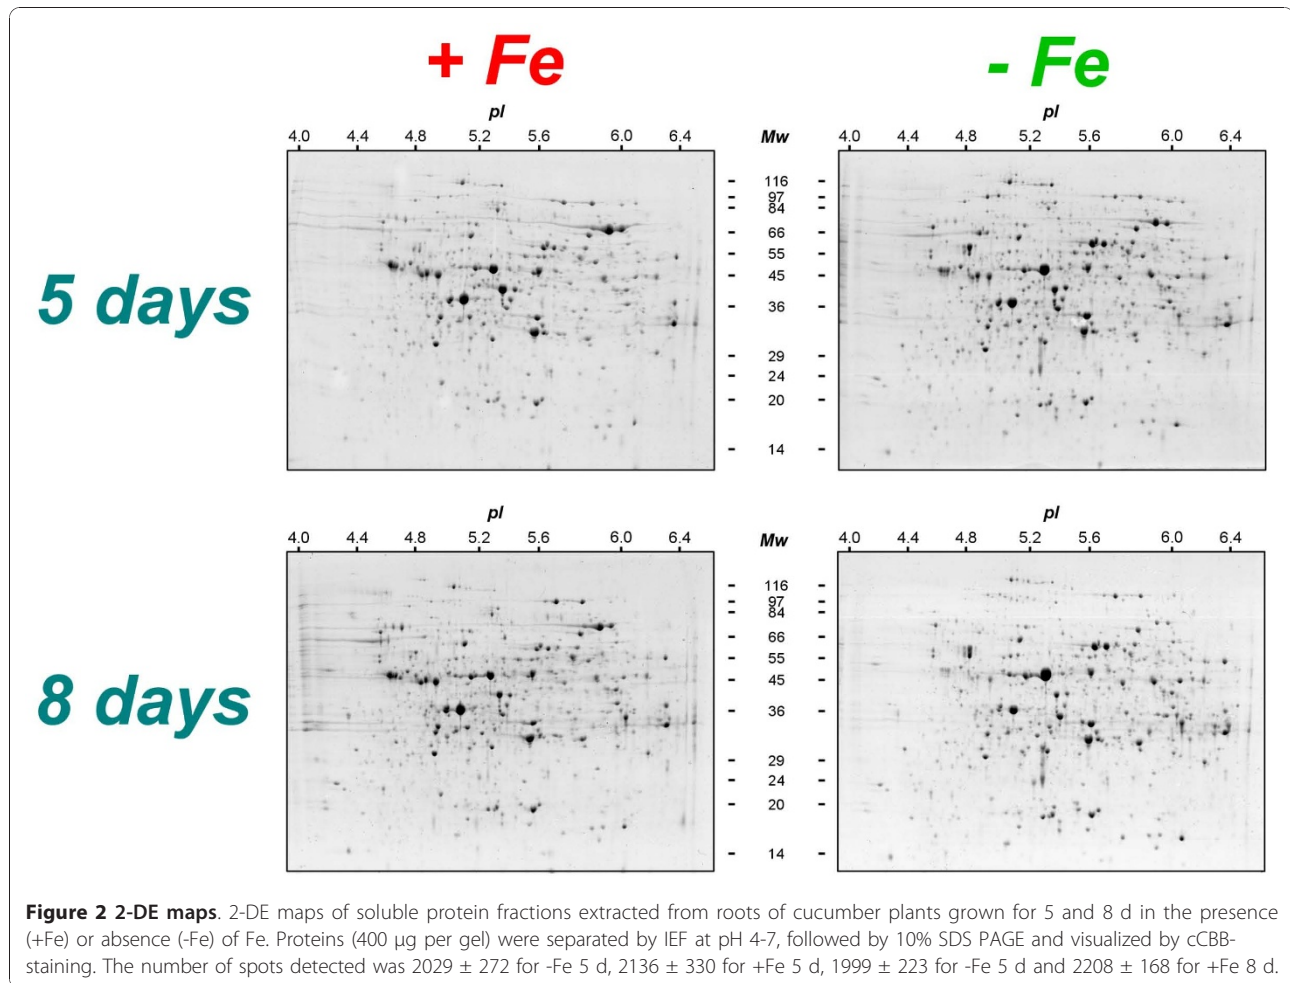 + Fe - Fe
pI pI
4.0 4.4 4.8 5.2 5.6 6.0 6.4 Mw 4.0 4.4 4.8 5.2 5.6 6.0 6.4
- 116 -
- 97 -
- 84 -
- 66 -
- 55 -
5 days
- 45 -
- 36 -
- 29 -
- 24 -
- 20 -
- 14 -
pI pI
4.0 4.4 4.8 5.2 5.6 6.0 6.4 Mw 4.0 4.4 4.8 5.2 5.6 6.0 6.4
- 116 -
- 97 -
- 84 -
- 66 -
- 55 -
8 days
- 45 -
- 36 -
- 29 -
- 24 -
- 20 -
- 14 -
Figure 2 2-DE maps. 2-DE maps of soluble protein fractions extracted from roots of cucumber plants grown for 5 and 8 d in the presence
(+Fe) or absence (-Fe) of Fe. Proteins (400 μg per gel) were separated by IEF at pH 4-7, followed by 10% SDS PAGE and visualized by cCBB-
staining. The number of spots detected was 2029 ± 272 for -Fe 5 d, 2136 ± 330 for +Fe 5 d, 1999 ± 223 for -Fe 5 d and 2208 ± 168 for +Fe 8 d.